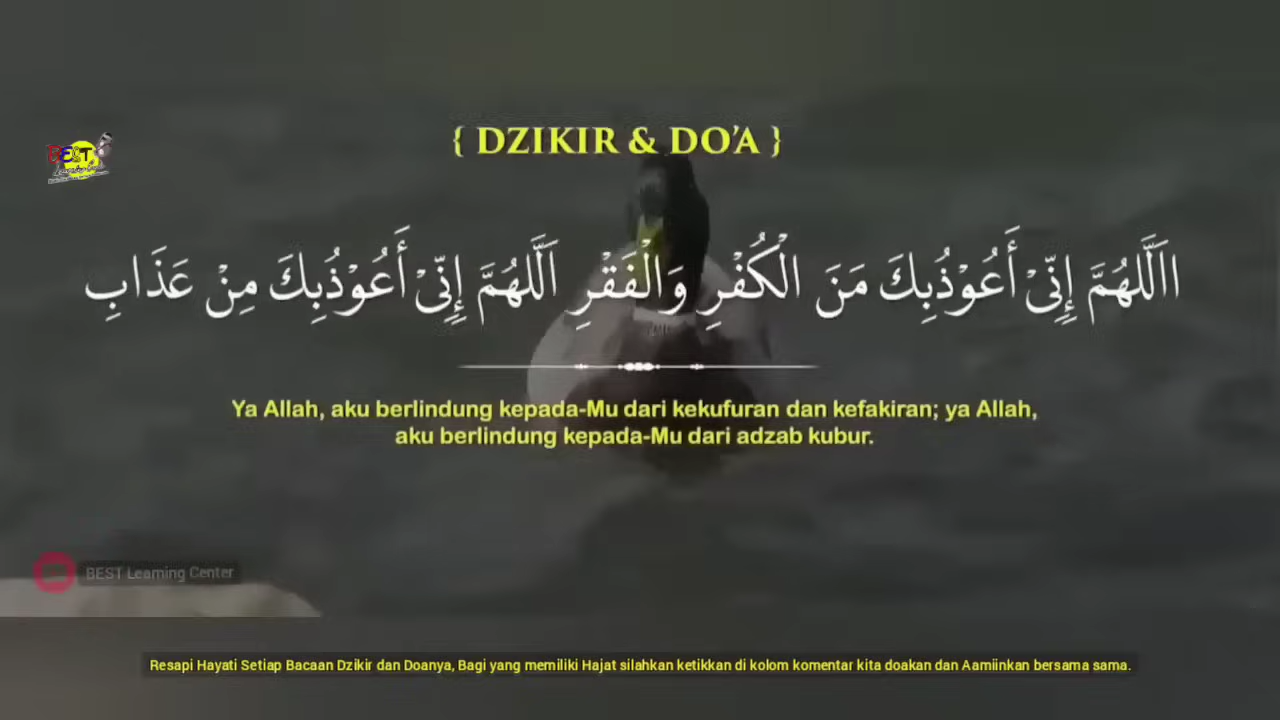 { DZIKIR & DO'A }
BEST
االَلّٰهُمَّ إِنِّىْ أَعُوْذُبِكَ مَنَ الْكُفْرِ وَالْفَقْرِ اَللّٰهُمَّ إِنِّىْ أَعُوْذُبِكَ مِنْ عَذَابِ
Ya Allah, aku berlindung kepada-Mu dari kekufuran dan kefakiran; ya Allah,
aku berlindung kepada-Mu dari adzab kubur.
BEST Learning Center
Resapi Hayati Setiap Bacaan Dzikir dan Doanya, Bagi yang memiliki Hajat silahkan ketikkan di kolom komentar kita doakan dan Aamiinkan bersama sama.